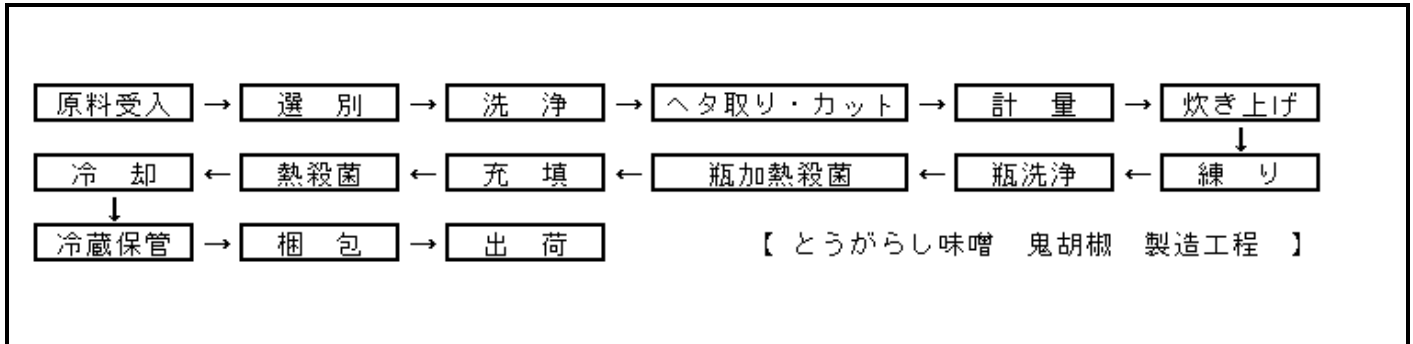 原料受入 → 選 別 → 洗 浄 → ヘタ取り・カット → 計 量 → 炊き上げ
↓
冷 却 ← 熱殺菌 ← 充 填 ← 瓶加熱殺菌 ← 瓶洗浄 ← 練 り
↓
冷蔵保管 → 梱 包 → 出 荷 【 とうがらし味噌 鬼胡椒 製造工程 】